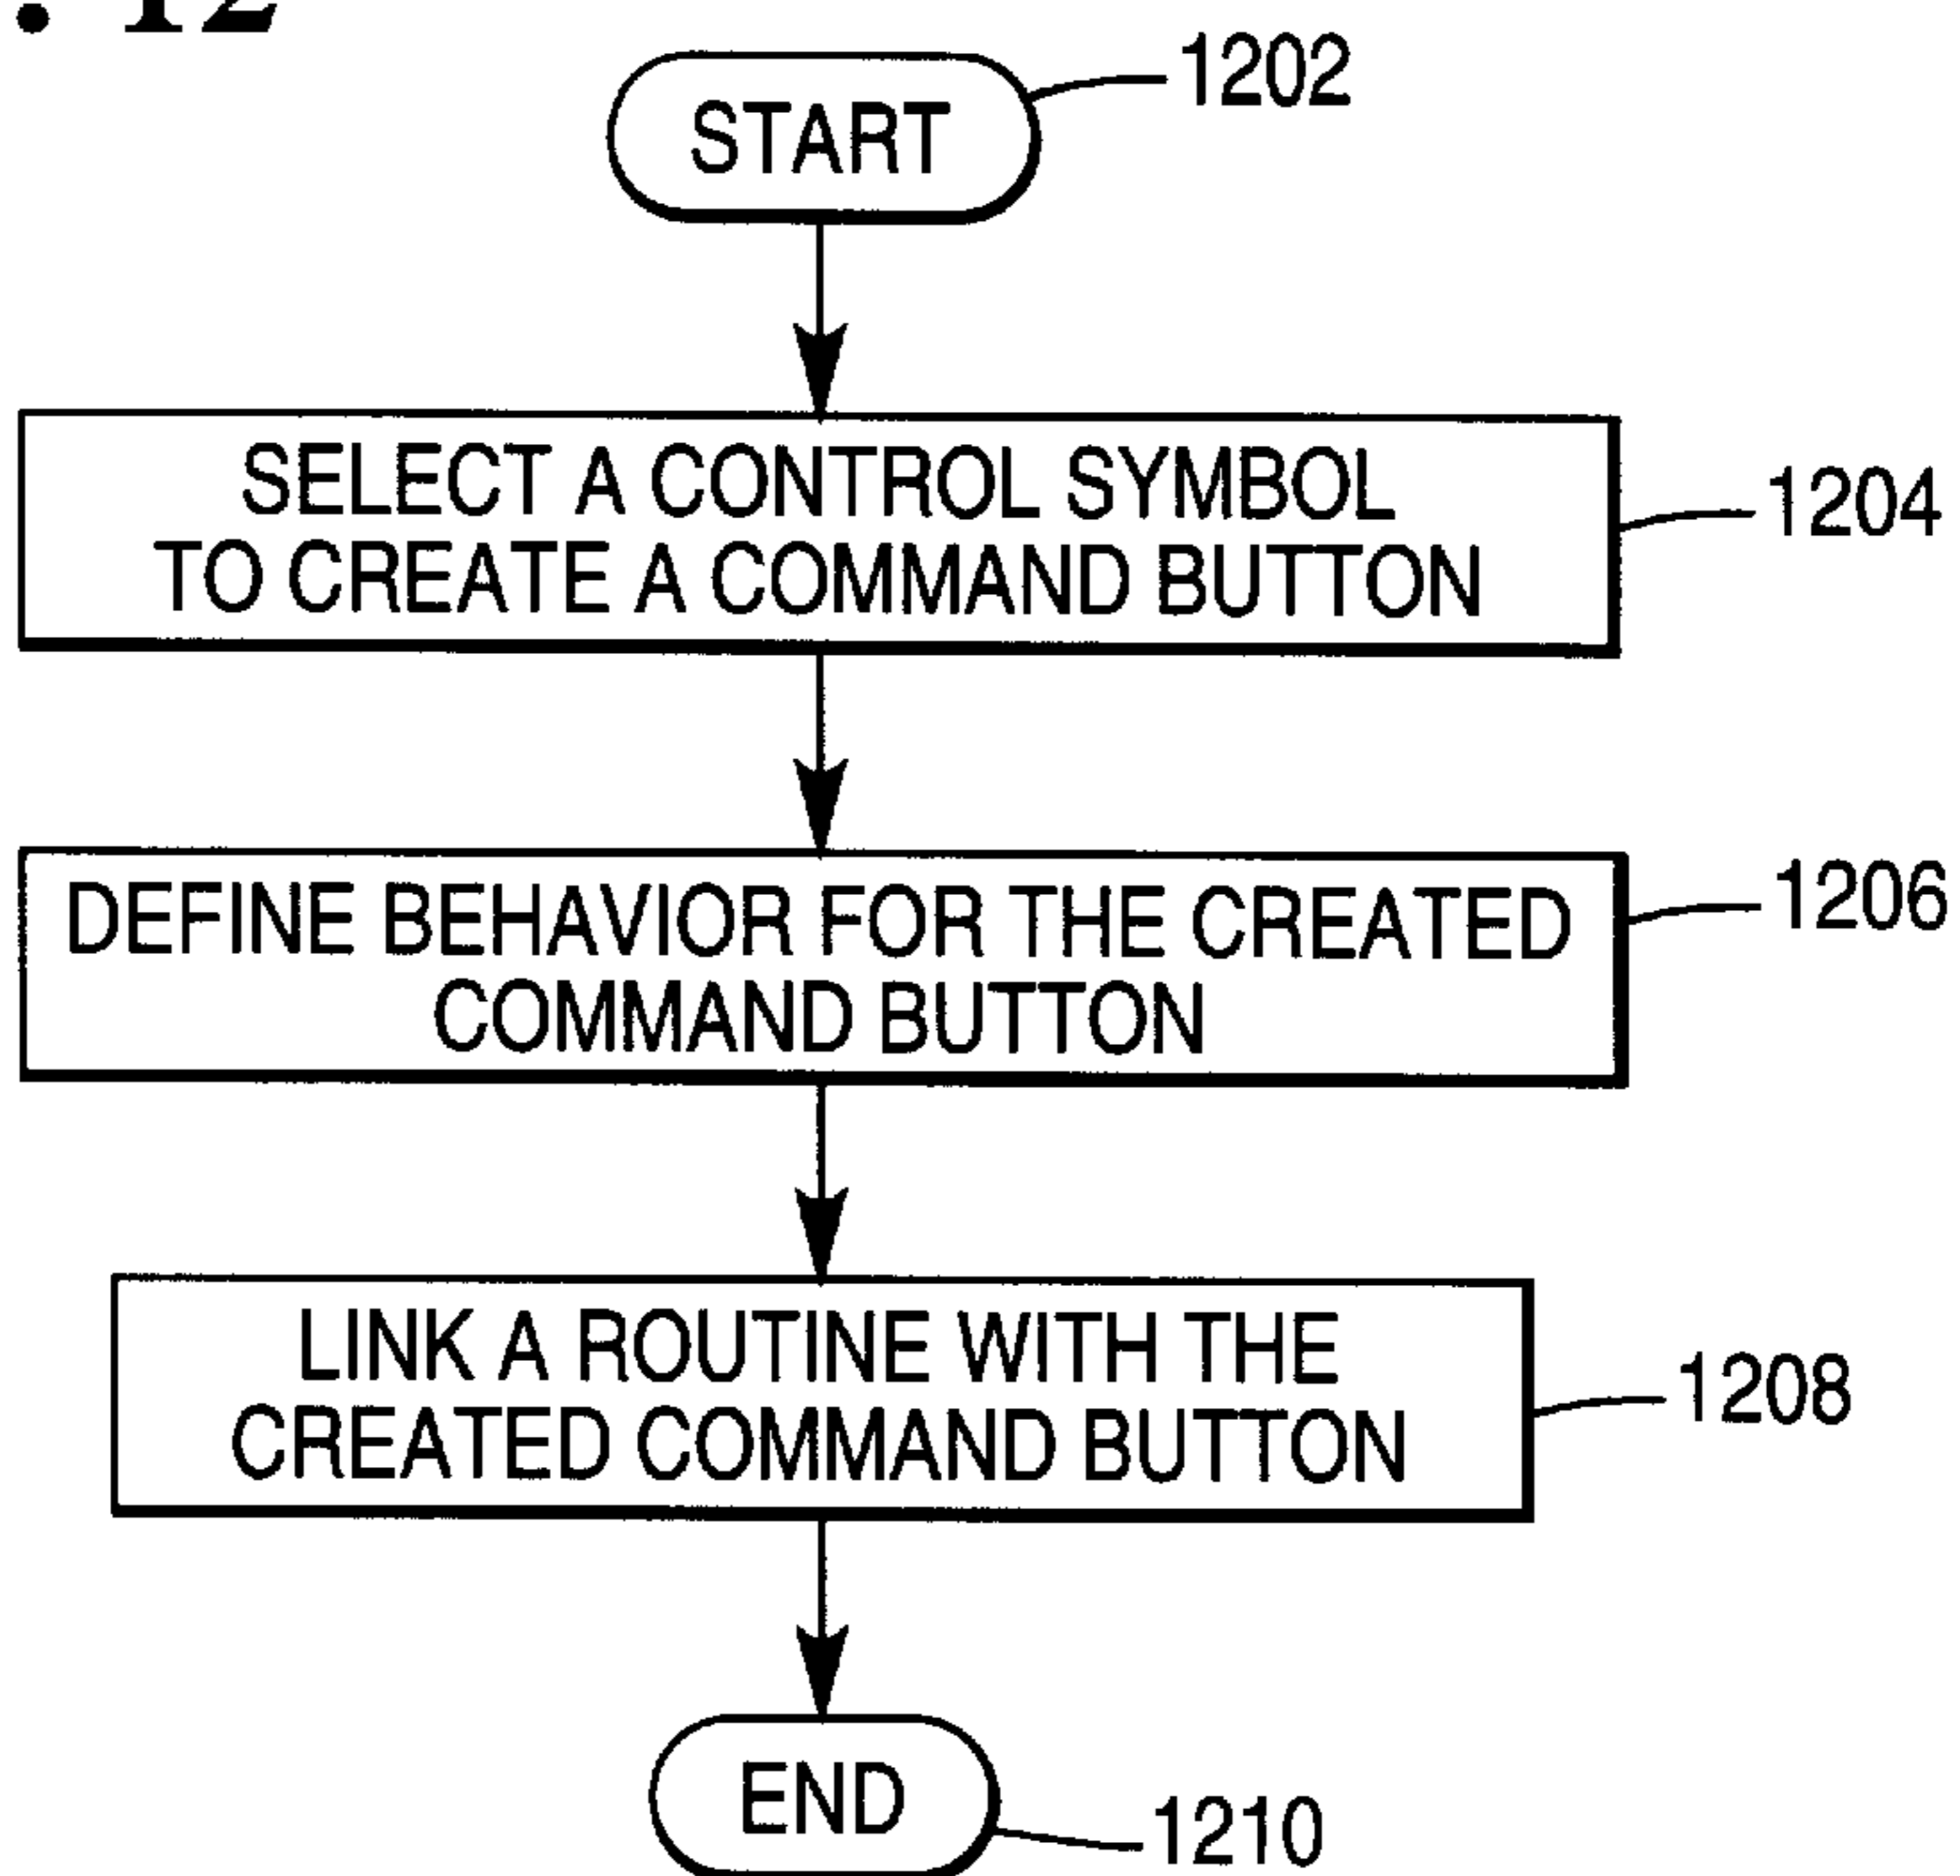 . 12
START
1202
SELECT A CONTROL SYMBOL
TO CREATE A COMMAND BUTTON
1204
DEFINE BEHAVIOR FOR THE CREATED
COMMAND BUTTON
1206
LINK A ROUTINE WITH THE
CREATED COMMAND BUTTON
1208
END
1210